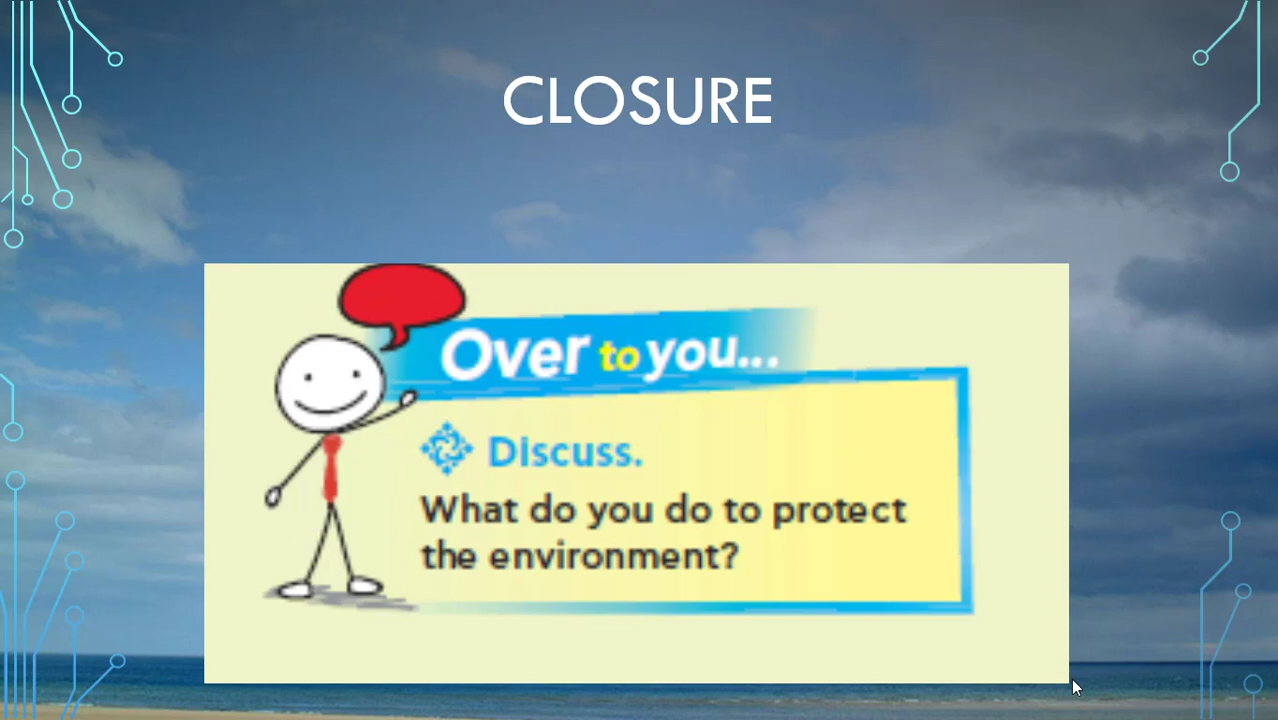 CLOSURE
Over to you...
Discuss.
What do you do to protect
the environment?